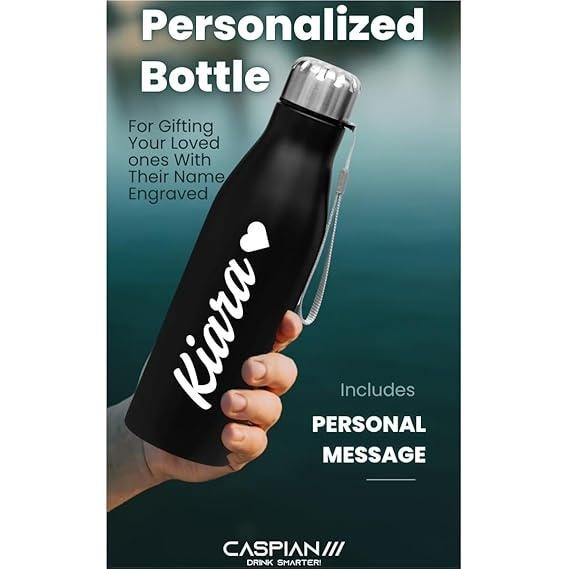 Personalized
Bottle
For Gifting
Your Loved
ones With
Their Name
Engraved
Kiara
Includes
PERSONAL
MESSAGE
CASPIAN
DRINK SMARTER!